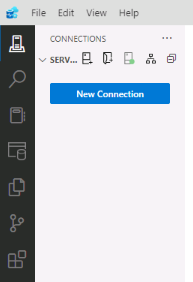 File Edit View Help
CONNECTIONS ...
SERV...
New Connection